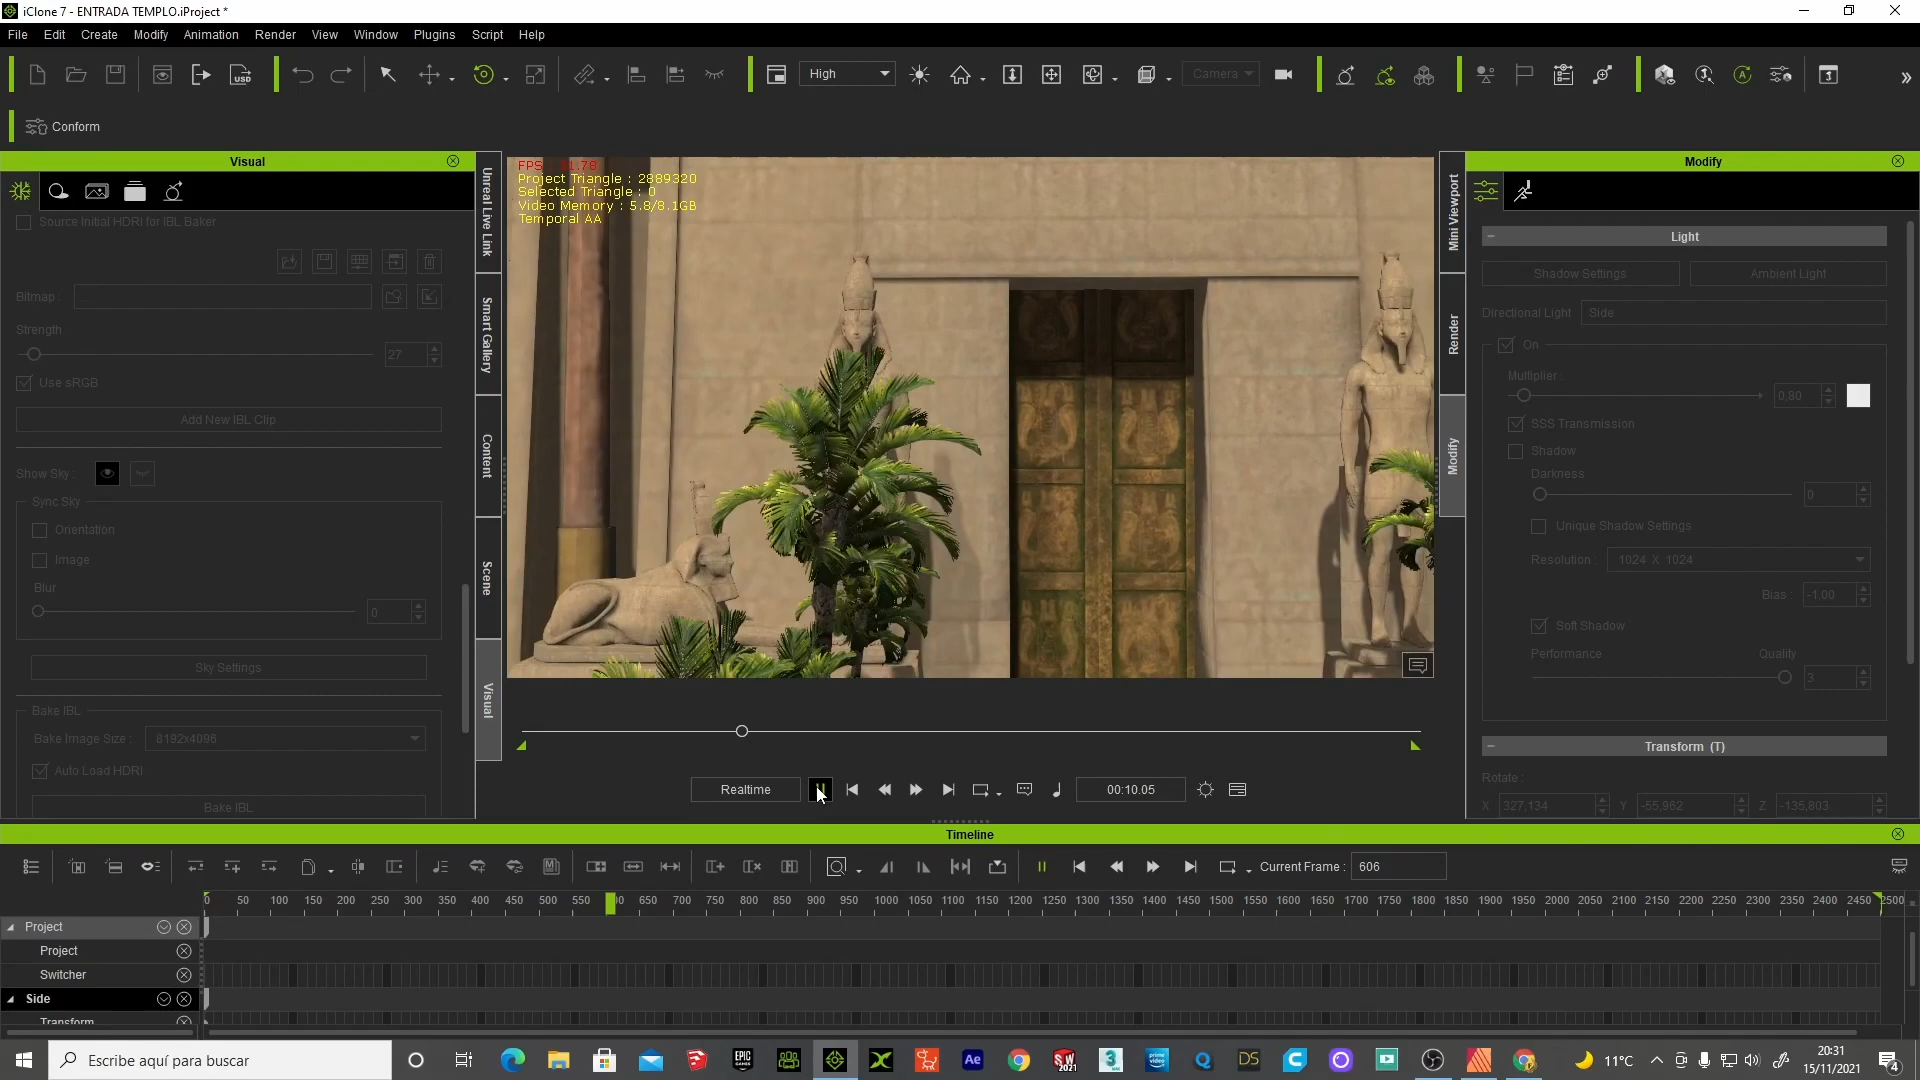 iClone 7 - ENTRADA TEMPLO.iProject *
File Edit Create Modify Animation Render View Window Plugins Script Help
High
Camera
Conform
Visual
Source Initial HDRI for IBL Baker
Bitmap :
Strength
27
Use sRGB
Add New IBL Clip
Show Sky :
Sync Sky
Orientation
Image
Blur
0
Sky Settings
Bake IBL
Bake Image Size : 8192x4096
Auto Load HDRI
Bake IBL
Unreal Live Link
Smart Gallery
Content
Scene
Visual
Project Triangle : 2889320
Selected Triangle : 0
Video Memory : 5.8/8.1GB
Temporal AA
Realtime
00:10.05
Mini Viewport
Render
Modify
Modify
Light
Shadow Settings Ambient Light
Directional Light Side
On
Multiplier :
0,80
SSS Transmission
Shadow
Darkness
0
Unique Shadow Settings
Resolution : 1024 X 1024
Bias : -1,00
Soft Shadow
Performance Quality
3
Transform (T)
Rotate :
X 327,134 Y -55,962 Z -135,803
Timeline
Current Frame : 606
0 50 100 150 200 250 300 350 400 450 500 550 650 700 750 800 850 900 950 1000 1050 1100 1150 1200 1250 1300 1350 1400 1450 1500 1550 1600 1650 1700 1750 1800 1850 1900 1950 2000 2050 2100 2150 2200 2250 2300 2350 2400 2450 2500
Project
Project
Switcher
Side
Transform
Escribe aquí para buscar
11°C
20:31
15/11/2021
4